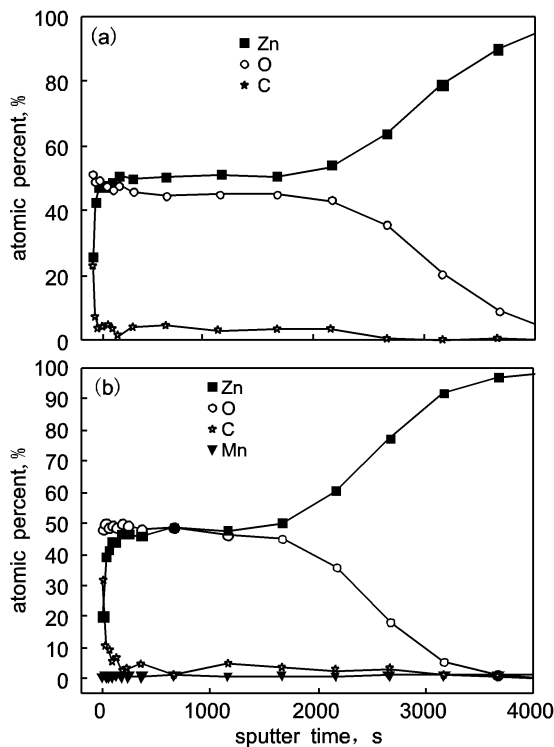 100
(a)
Zn
O
C
80
60
40
20
0
atomic percent, %
100
(b)
Zn
O
C
Mn
90
80
70
60
50
40
30
20
10
0
atomic percent, %
0 1000 2000 3000 4000
sputter time, s